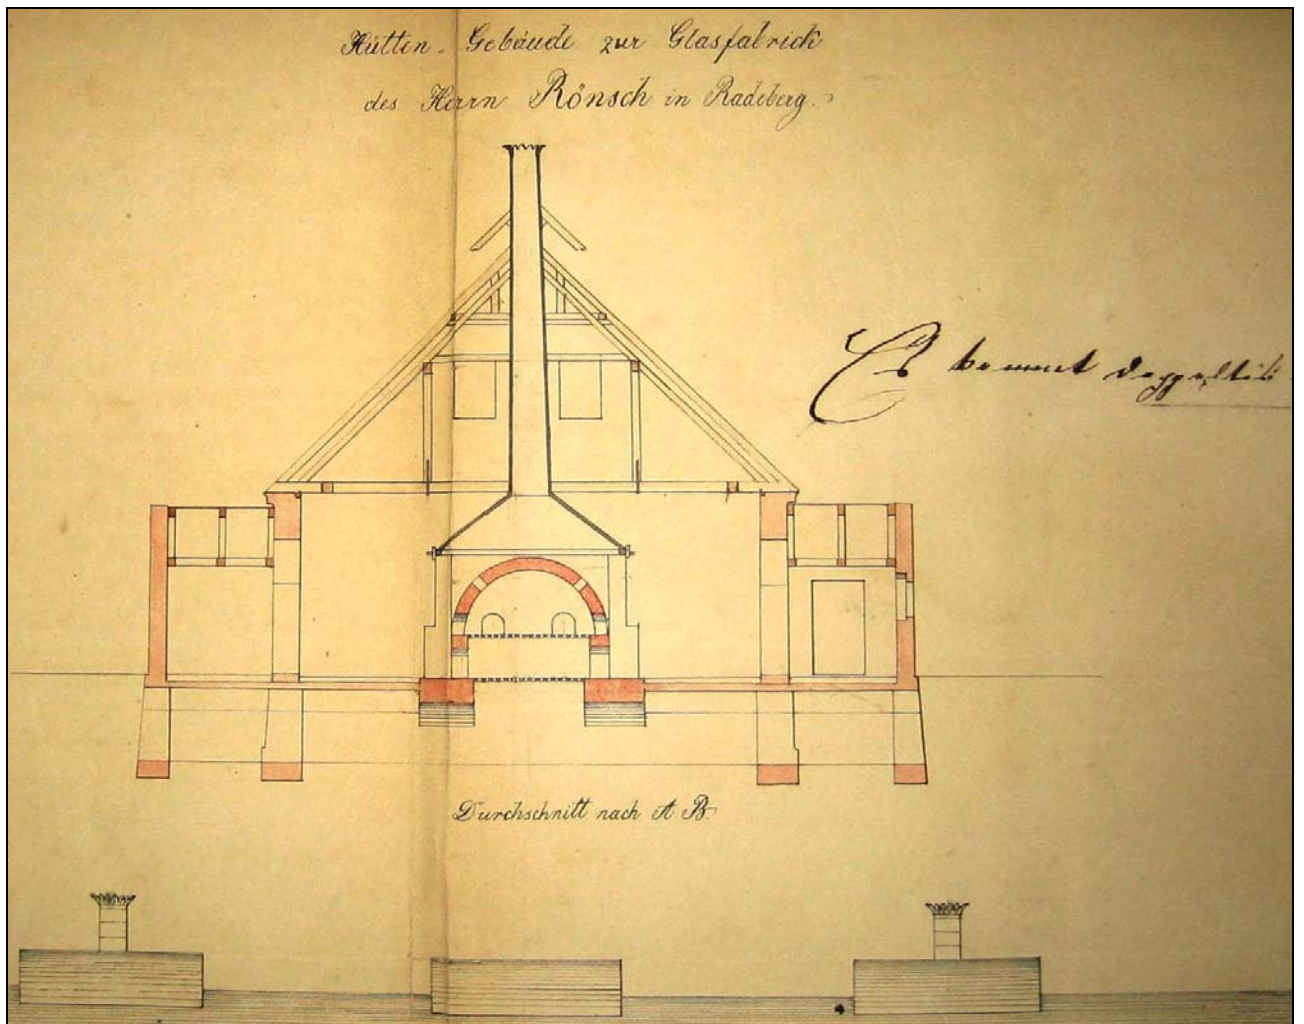 Hütten-Gebäude zur Glasfabrick
des Herrn Rönsch in Radeberg.
Durchschnitt nach A B.